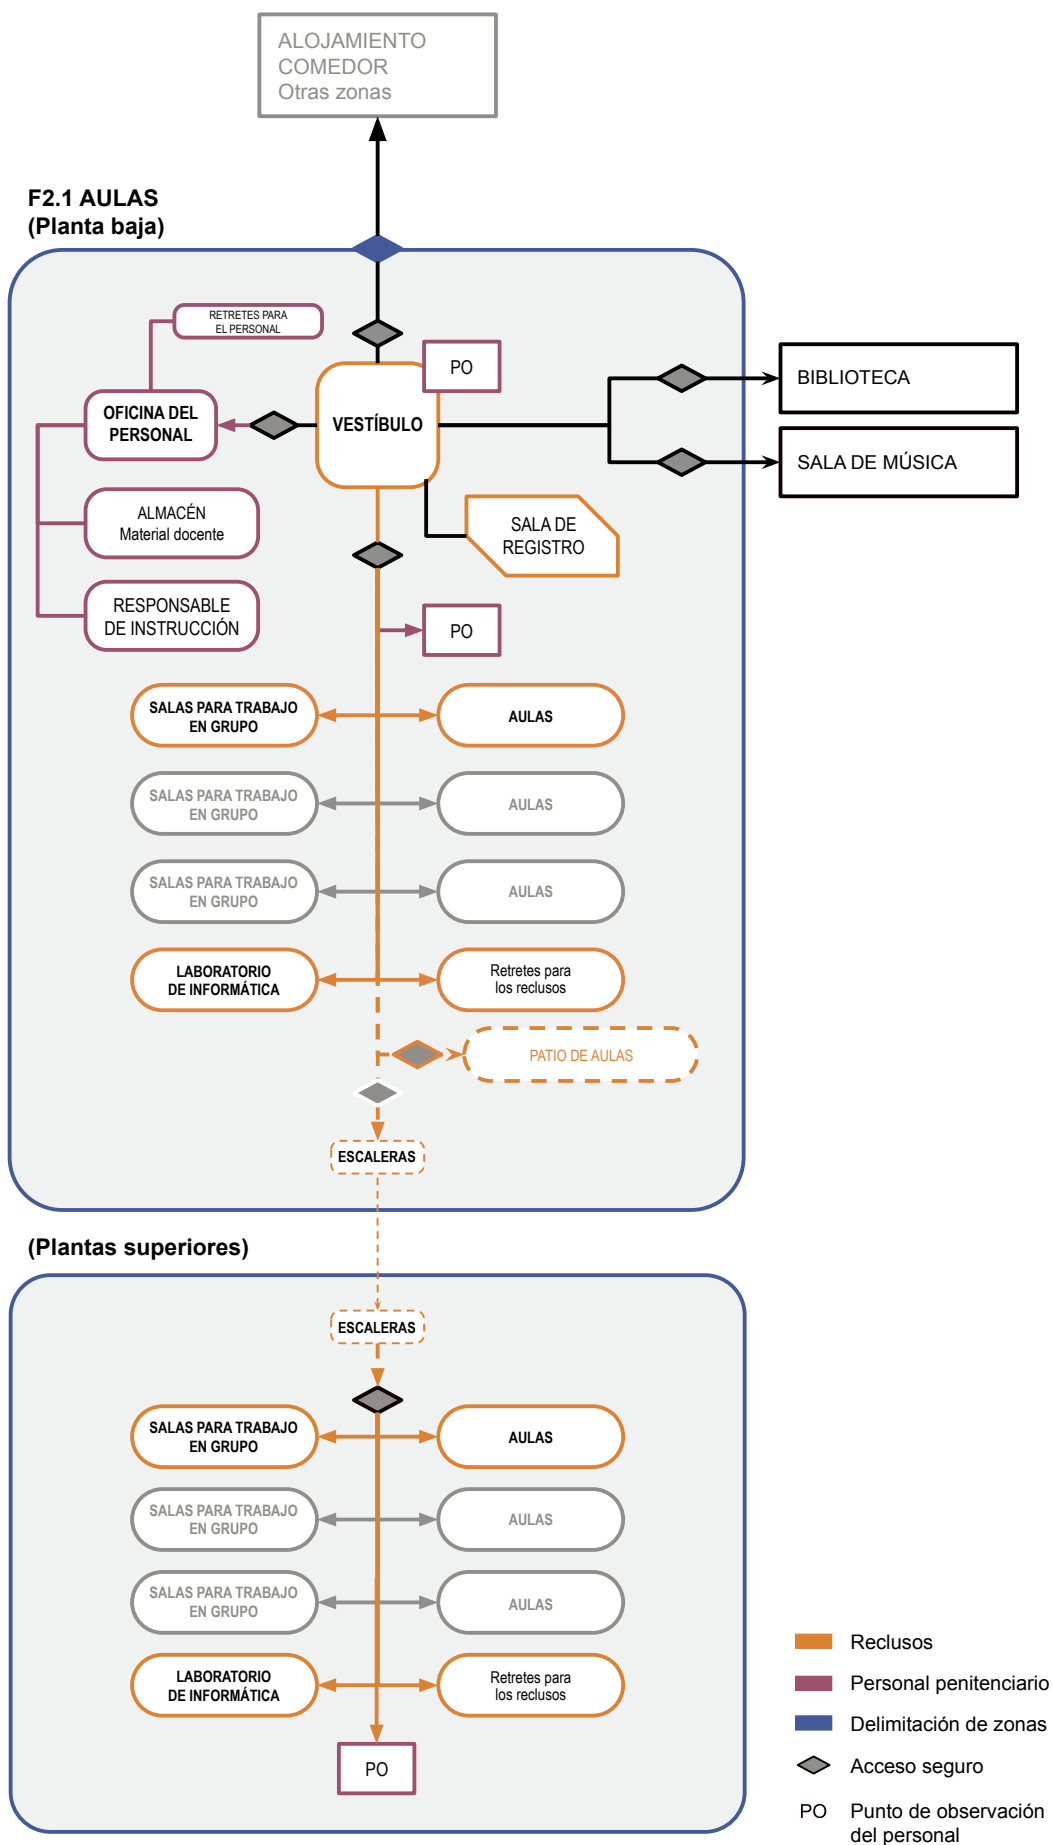 ALOJAMIENTO
COMEDOR
Otras zonas
F2.1 AULAS
(Planta baja)
RETRETES PARA
EL PERSONAL
PO
OFICINA DEL
PERSONAL
VESTÍBULO
BIBLIOTECA
SALA DE MÚSICA
ALMACÉN
Material docente
SALA DE
REGISTRO
RESPONSABLE
DE INSTRUCCIÓN
PO
SALAS PARA TRABAJO
EN GRUPO
AULAS
SALAS PARA TRABAJO
EN GRUPO
AULAS
SALAS PARA TRABAJO
EN GRUPO
AULAS
LABORATORIO
DE INFORMÁTICA
Retretes para
los reclusos
PATIO DE AULAS
ESCALERAS
(Plantas superiores)
ESCALERAS
SALAS PARA TRABAJO
EN GRUPO
AULAS
SALAS PARA TRABAJO
EN GRUPO
AULAS
SALAS PARA TRABAJO
EN GRUPO
AULAS
LABORATORIO
DE INFORMÁTICA
Retretes para
los reclusos
PO
Reclusos
Personal penitenciario
Delimitación de zonas
Acceso seguro
PO Punto de observación
del personal